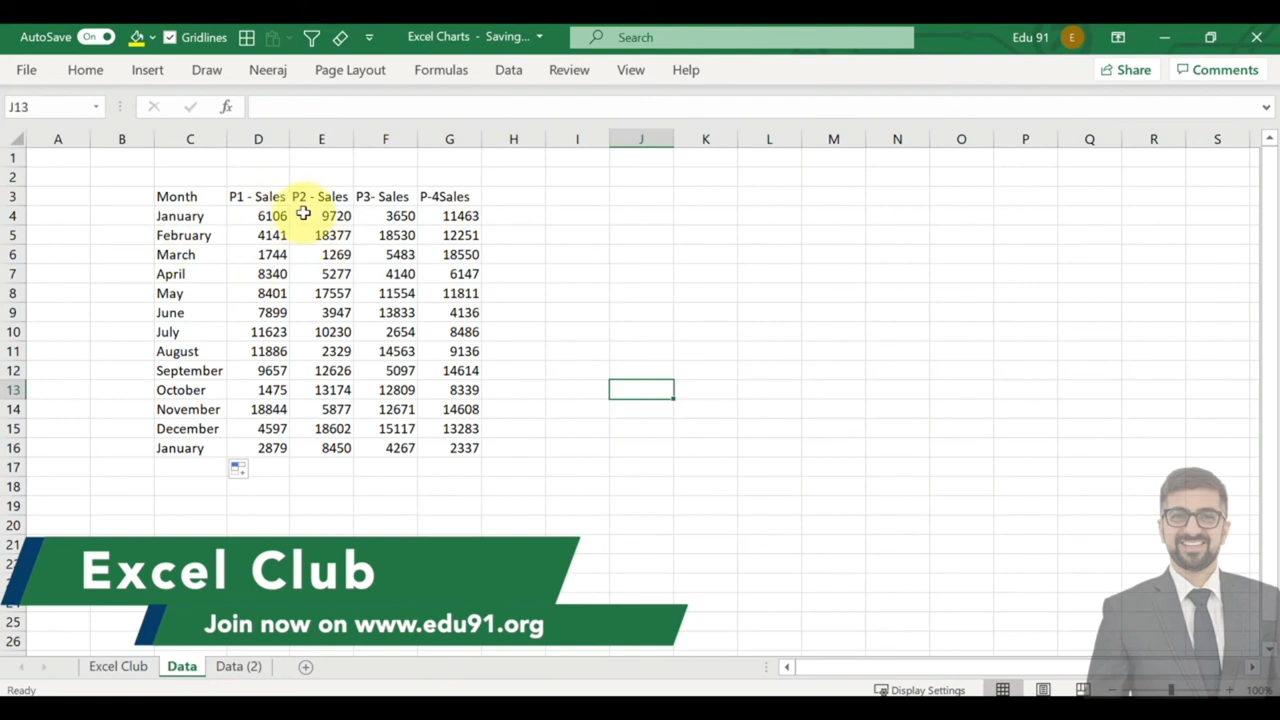 AutoSave On Gridlines Excel Charts - Saving... Search Edu 91 E
File Home Insert Draw Neeraj Page Layout Formulas Data Review View Help Share Comments
J13 fx
A B C D E F G H I J K L M N O P Q R S
1
2
3 Month P1 - Sales P2 - Sales P3- Sales P-4Sales
4 January 6106 9720 3650 11463
5 February 4141 18377 18530 12251
6 March 1744 1269 5483 18550
7 April 8340 5277 4140 6147
8 May 8401 17557 11554 11811
9 June 7899 3947 13833 4136
10 July 11623 10230 2654 8486
11 August 11886 2329 14563 9136
12 September 9657 12626 5097 14614
13 October 1475 13174 12809 8339
14 November 18844 5877 12671 14608
15 December 4597 18602 15117 13283
16 January 2879 8450 4267 2337
17
18
19
20
21
Excel Club
25
Join now on www.edu91.org
26
Excel Club Data Data (2)
Ready Display Settings 100%